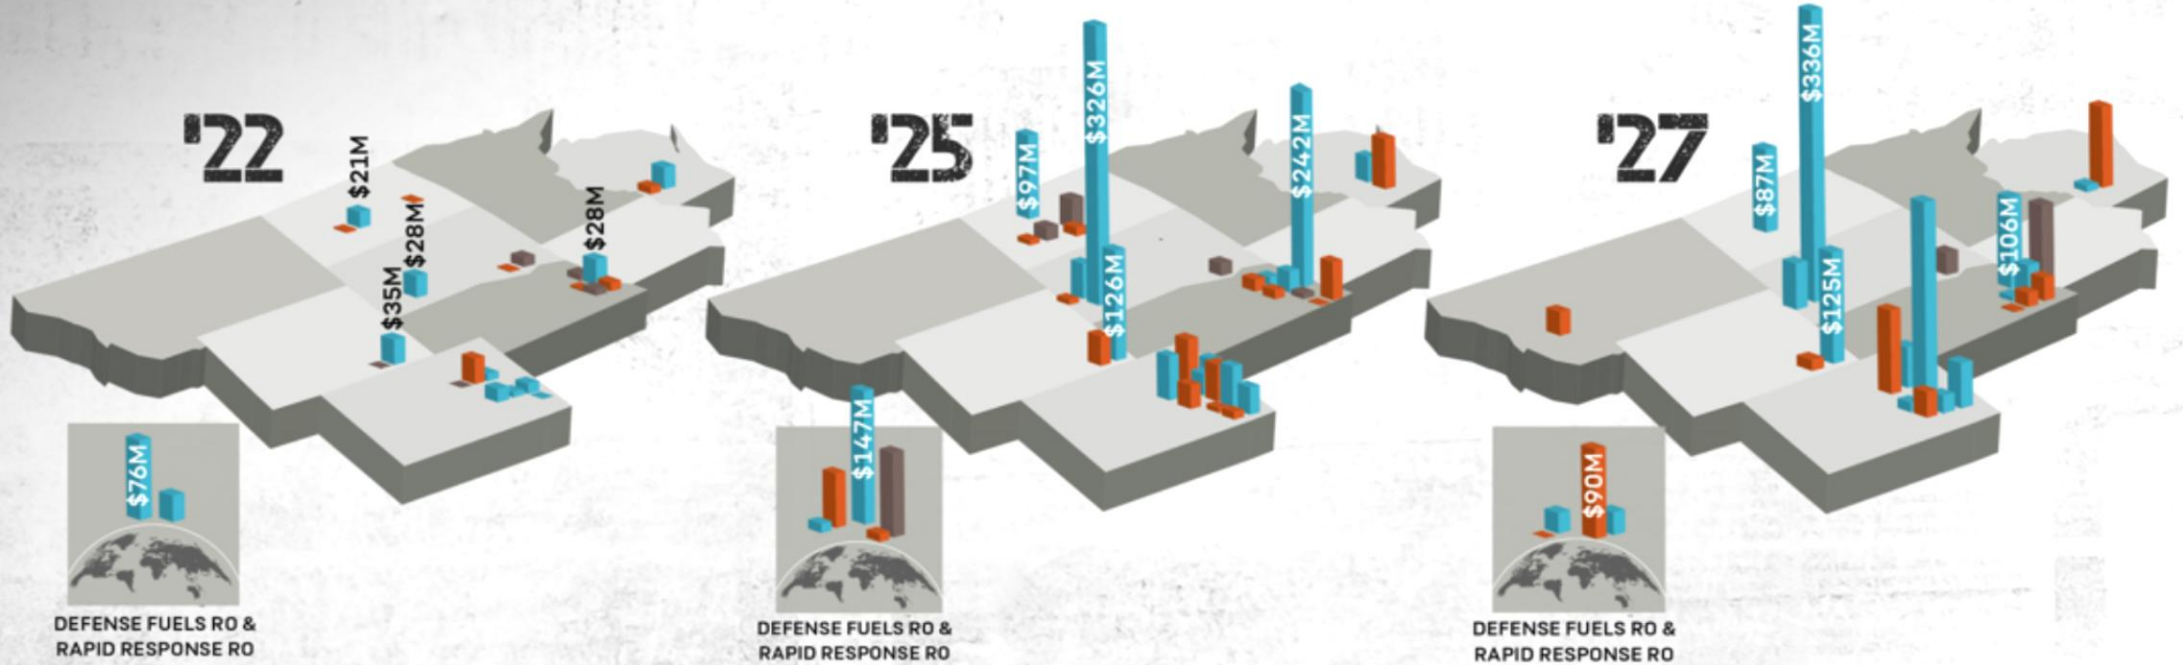 '22
$21M
$28M
$35M
$28M
$76M
DEFENSE FUELS RO &
RAPID RESPONSE RO
'25
$97M
$326M
$126M
$242M
$147M
DEFENSE FUELS RO &
RAPID RESPONSE RO
'27
$87M
$336M
$125M
$106M
$90M
DEFENSE FUELS RO &
RAPID RESPONSE RO